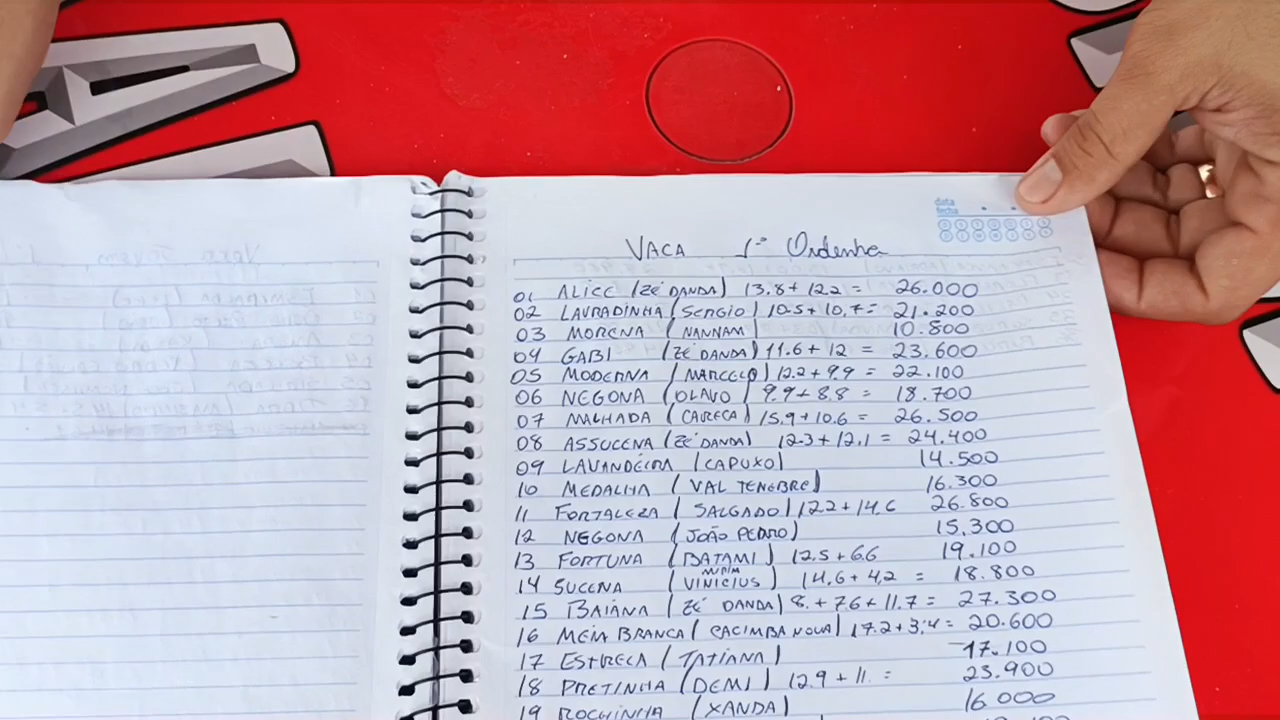 data
fecha
VACA 1ª Ordenha
01 ALICE (ZÉ DANDA) 13.8 + 12.2 = 26.000
02 LAURADINHA (SERGIO) 10.5 + 10.7 = 21.200
03 MORENA (NANNAM) 10.800
04 GABI (ZÉ DANDA) 11.6 + 12 = 23.600
05 MODERNA (MARCELO) 12.2 + 9.9 = 22.100
06 NEGONA (OLAVO) 9.9 + 8.8 = 18.700
07 MALHADA (CARECA) 15.9 + 10.6 = 26.500
08 ASSUCENA (ZÉ DANDA) 12.3 + 12.1 = 24.400
09 LAVANDEIRA (CAPUXO) 14.500
10 MEDALHA (VAL TENEBRE) 16.300
11 FORTALEZA (SALGADO) 12.2 + 14.6 26.800
12 NEGONA (JOÃO PEDRO) 15.300
13 FORTUNA (BATAMI) 12.5 + 6.6 19.100
14 SUCENA (VINICIUS) 14.6 + 4.2 = 18.800
15 BAIANA (ZÉ DANDA) 8. + 7.6 + 11.7 = 27.300
16 MEIA BRANCA (CACIMBA NOVA) 17.2 + 3.4 = 20.600
17 ESTRELA (TATIANA) 17.100
18 PRETINHA (DEMI) 12.9 + 11. = 23.900
19 ROCHINHA (XANDA) 16.000